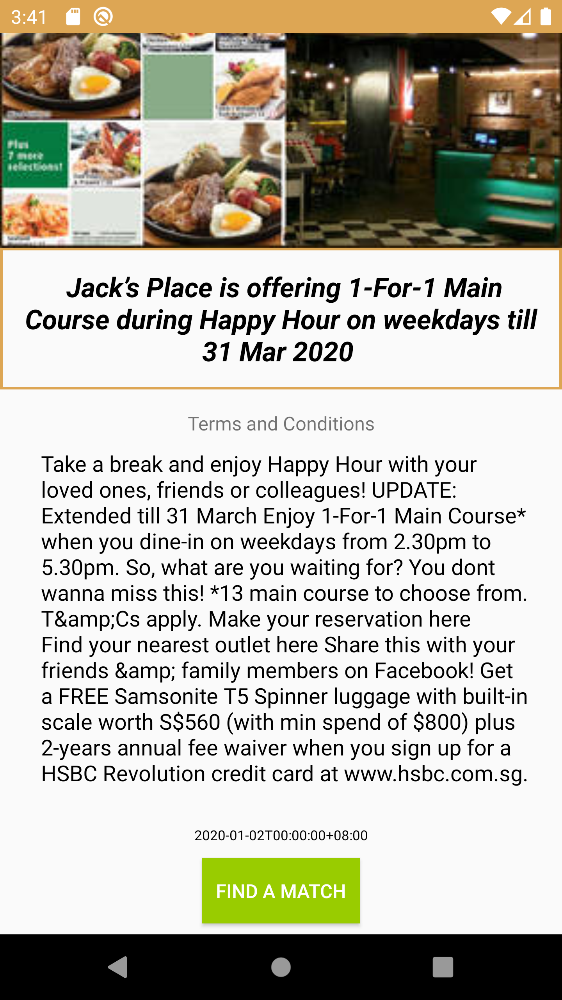 3:41
Plus
7 more
selections!
Jack’s Place is offering 1-For-1 Main
Course during Happy Hour on weekdays till
31 Mar 2020
Terms and Conditions
Take a break and enjoy Happy Hour with your
loved ones, friends or colleagues! UPDATE:
Extended till 31 March Enjoy 1-For-1 Main Course*
when you dine-in on weekdays from 2.30pm to
5.30pm. So, what are you waiting for? You dont
wanna miss this! *13 main course to choose from.
T&amp;Cs apply. Make your reservation here
Find your nearest outlet here Share this with your
friends &amp; family members on Facebook! Get
a FREE Samsonite T5 Spinner luggage with built-in
scale worth S$560 (with min spend of $800) plus
2-years annual fee waiver when you sign up for a
HSBC Revolution credit card at www.hsbc.com.sg.
2020-01-02T00:00:00+08:00
FIND A MATCH